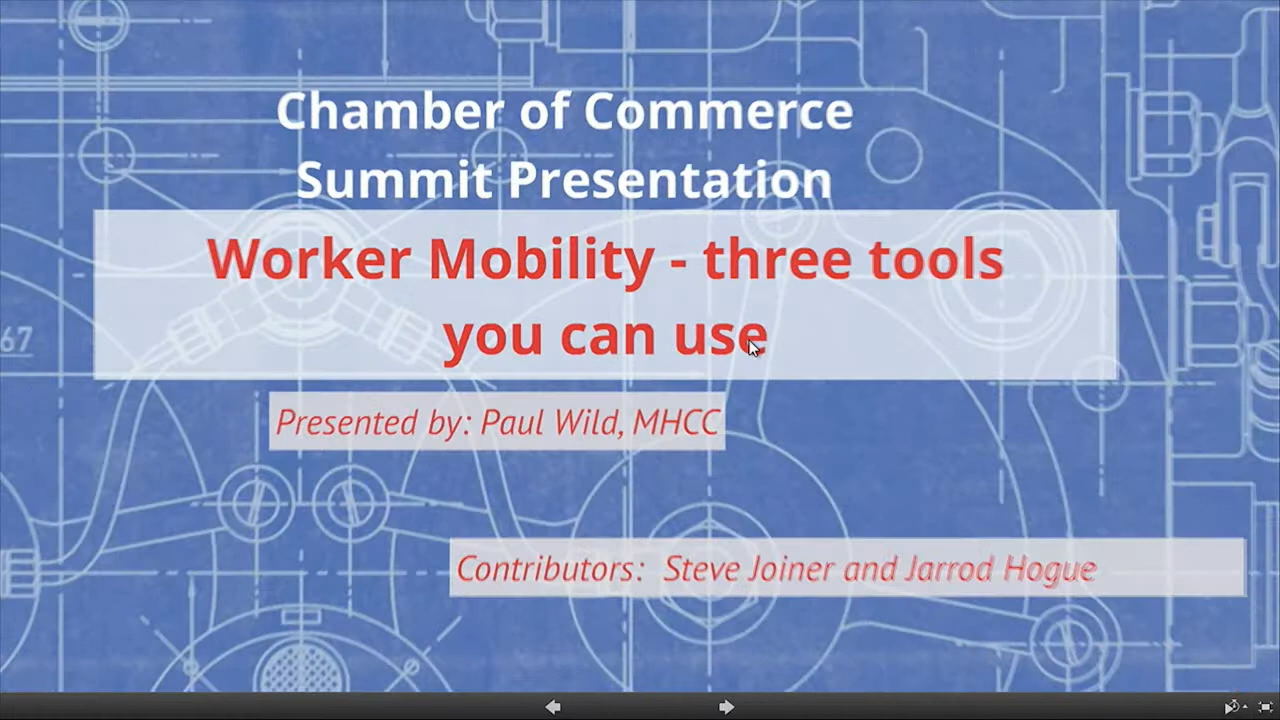 Chamber of Commerce
Summit Presentation
Worker Mobility - three tools
you can use
67
Presented by: Paul Wild, MHCC
Contributors:  Steve Joiner and Jarrod Hogue